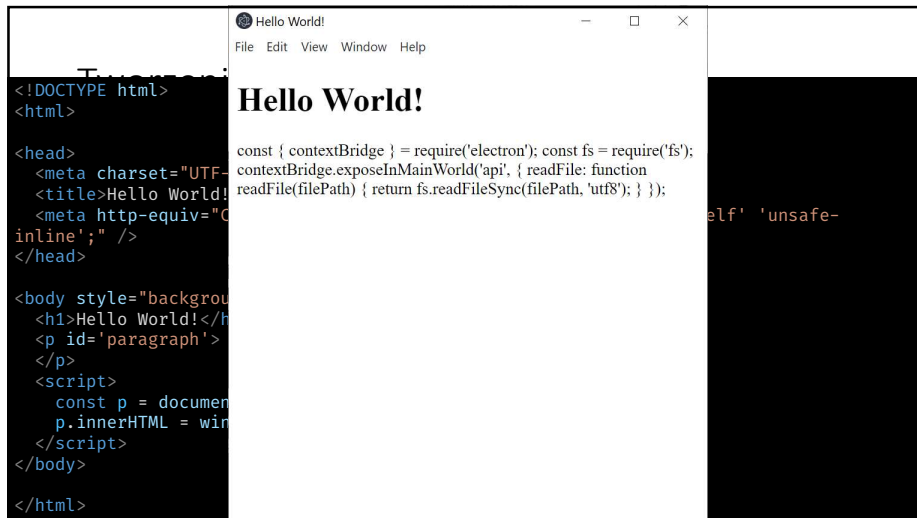 Hello World!
File Edit View Window Help
Hello World!
const { contextBridge } = require('electron'); const fs = require('fs');
contextBridge.exposeInMainWorld('api', { readFile: function
readFile(filePath) { return fs.readFileSync(filePath, 'utf8'); } });
<!DOCTYPE html>
<html>
<head>
<meta charset="UTF-
<title>Hello World!
<meta http-equiv="C elf' 'unsafe-
inline';" />
</head>
<body style="backgrou
<h1>Hello World!</h
<p id='paragraph'>
</p>
<script>
const p = documen
p.innerHTML = win
</script>
</body>
</html>